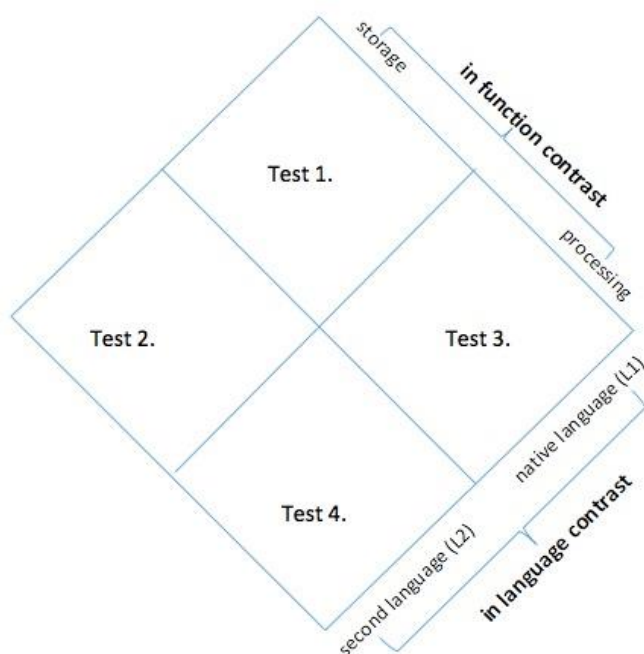 storage
in function contrast
Test 1.
processing
Test 2.
Test 3.
native language (L1)
in language contrast
Test 4.
second language (L2)